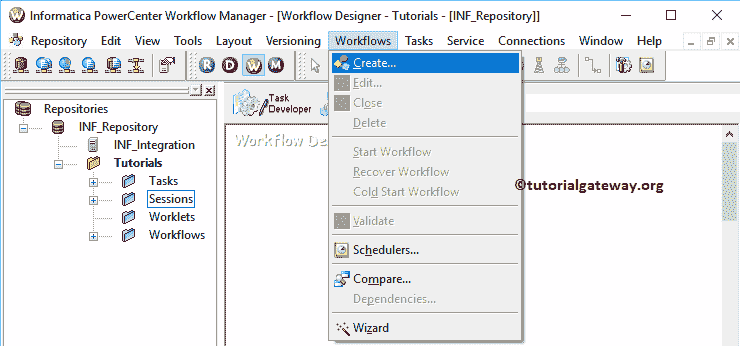 Informatica PowerCenter Workflow Manager - [Workflow Designer - Tutorials - [INF_Repository]]
Repository Edit View Tools Layout Versioning Workflows Tasks Service Connections Window Help
R D W M
Repositories
INF_Repository
INF_Integration
Tutorials
Tasks
Sessions
Worklets
Workflows
Task
Developer
Workflow De
Create...
Edit...
Close
Delete
Start Workflow
Recover Workflow
Cold Start Workflow
Validate
Schedulers...
Compare...
Dependencies...
Wizard
©tutorialgateway.org